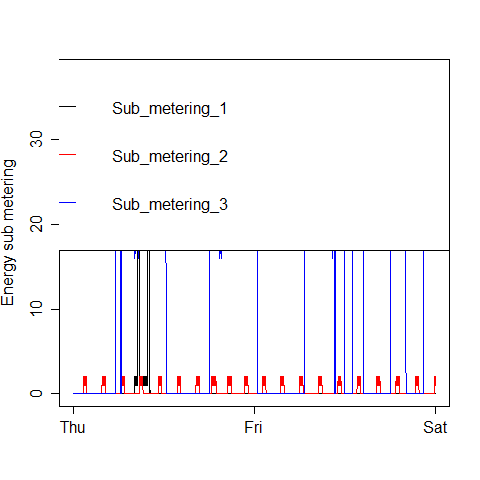 Sub_metering_1
Sub_metering_2
Sub_metering_3
Energy sub metering
30
20
10
0
Thu Fri Sat